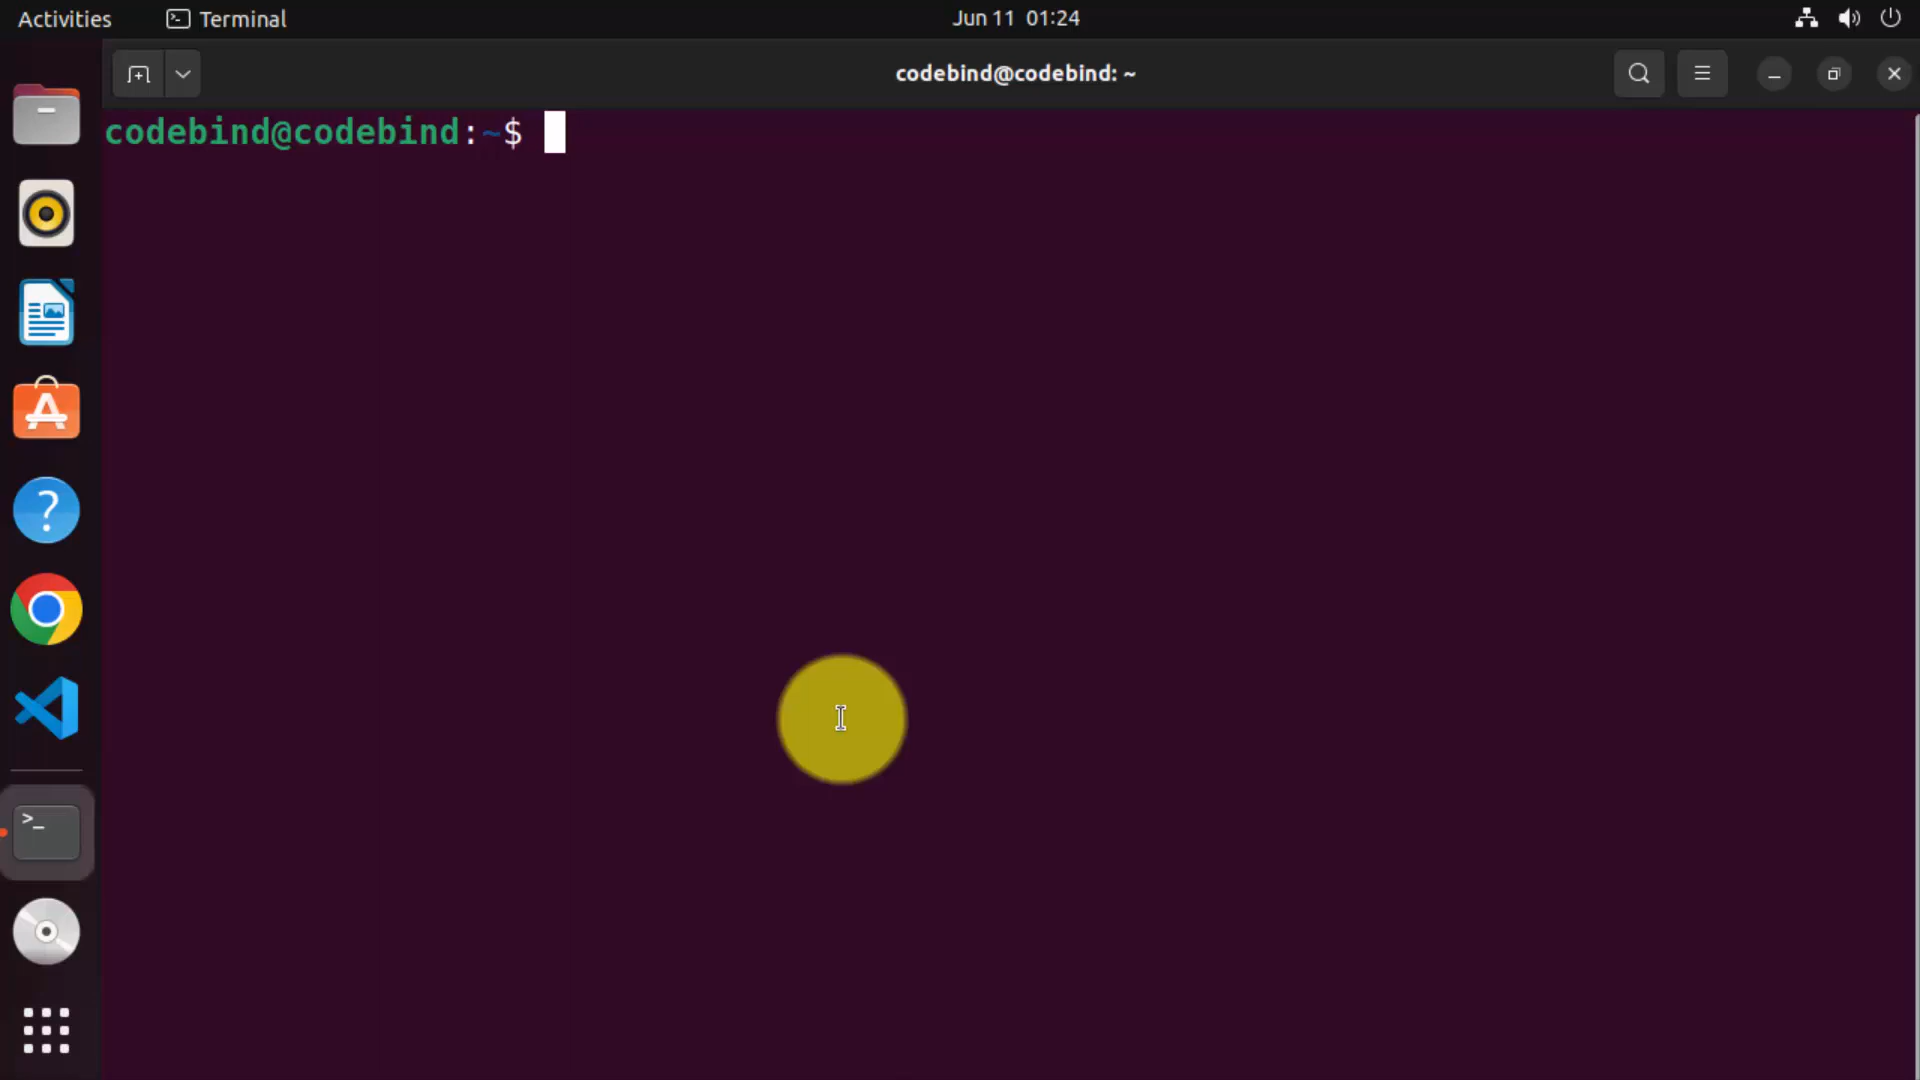 Activities
Terminal
Jun 11 01:24
codebind@codebind: ~
codebind@codebind:~$